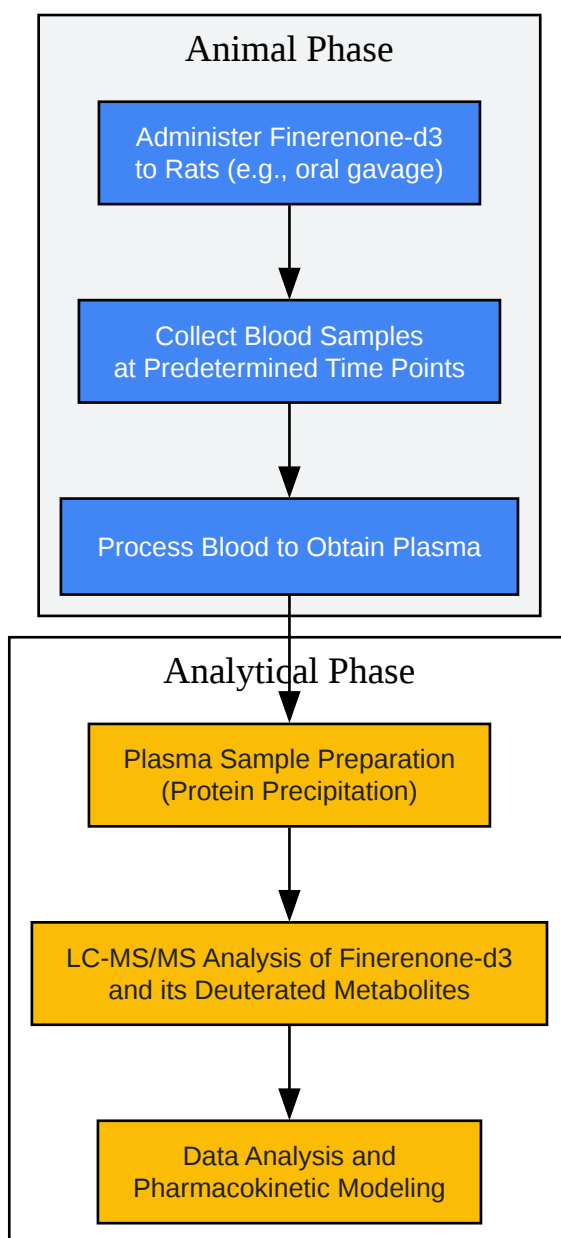 Animal Phase
Administer Finerenone-d3
to Rats (e.g., oral gavage)
Collect Blood Samples
at Predetermined Time Points
Process Blood to Obtain Plasma
Analytical Phase
Plasma Sample Preparation
(Protein Precipitation)
LC-MS/MS Analysis of Finerenone-d3
and its Deuterated Metabolites
Data Analysis and
Pharmacokinetic Modeling